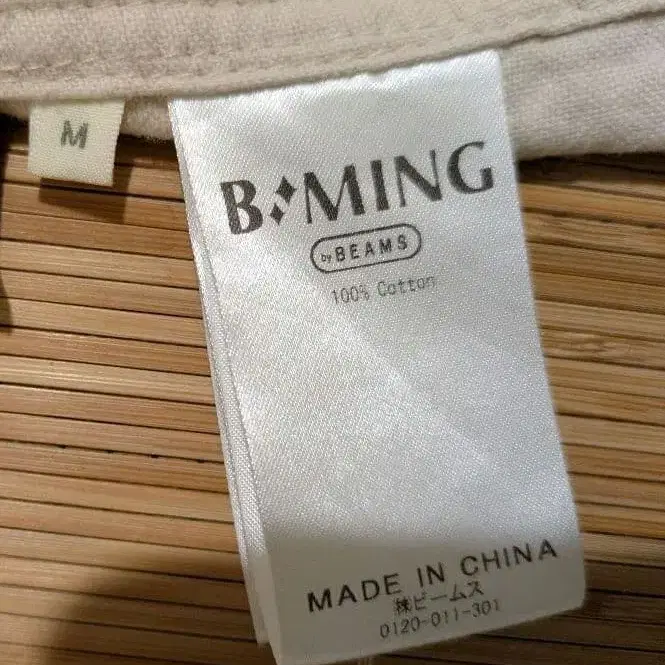 M
B:MING
by BEAMS
100% Cotton
MADE IN CHINA
㈱ビームス
0120-011-301